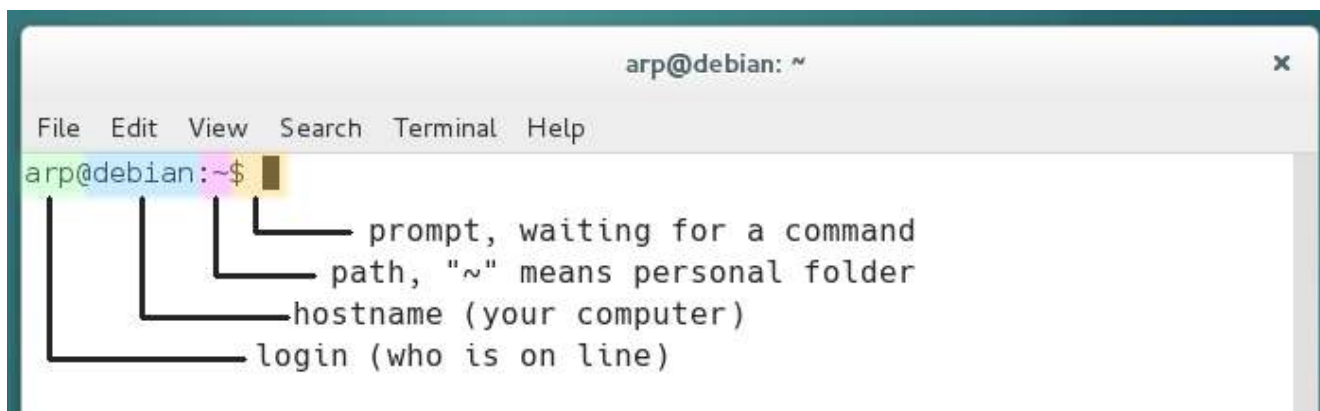 arp@debian: ~ ×
File Edit View Search Terminal Help
arp@debian:~$
prompt, waiting for a command
path, "~" means personal folder
hostname (your computer)
login (who is on line)